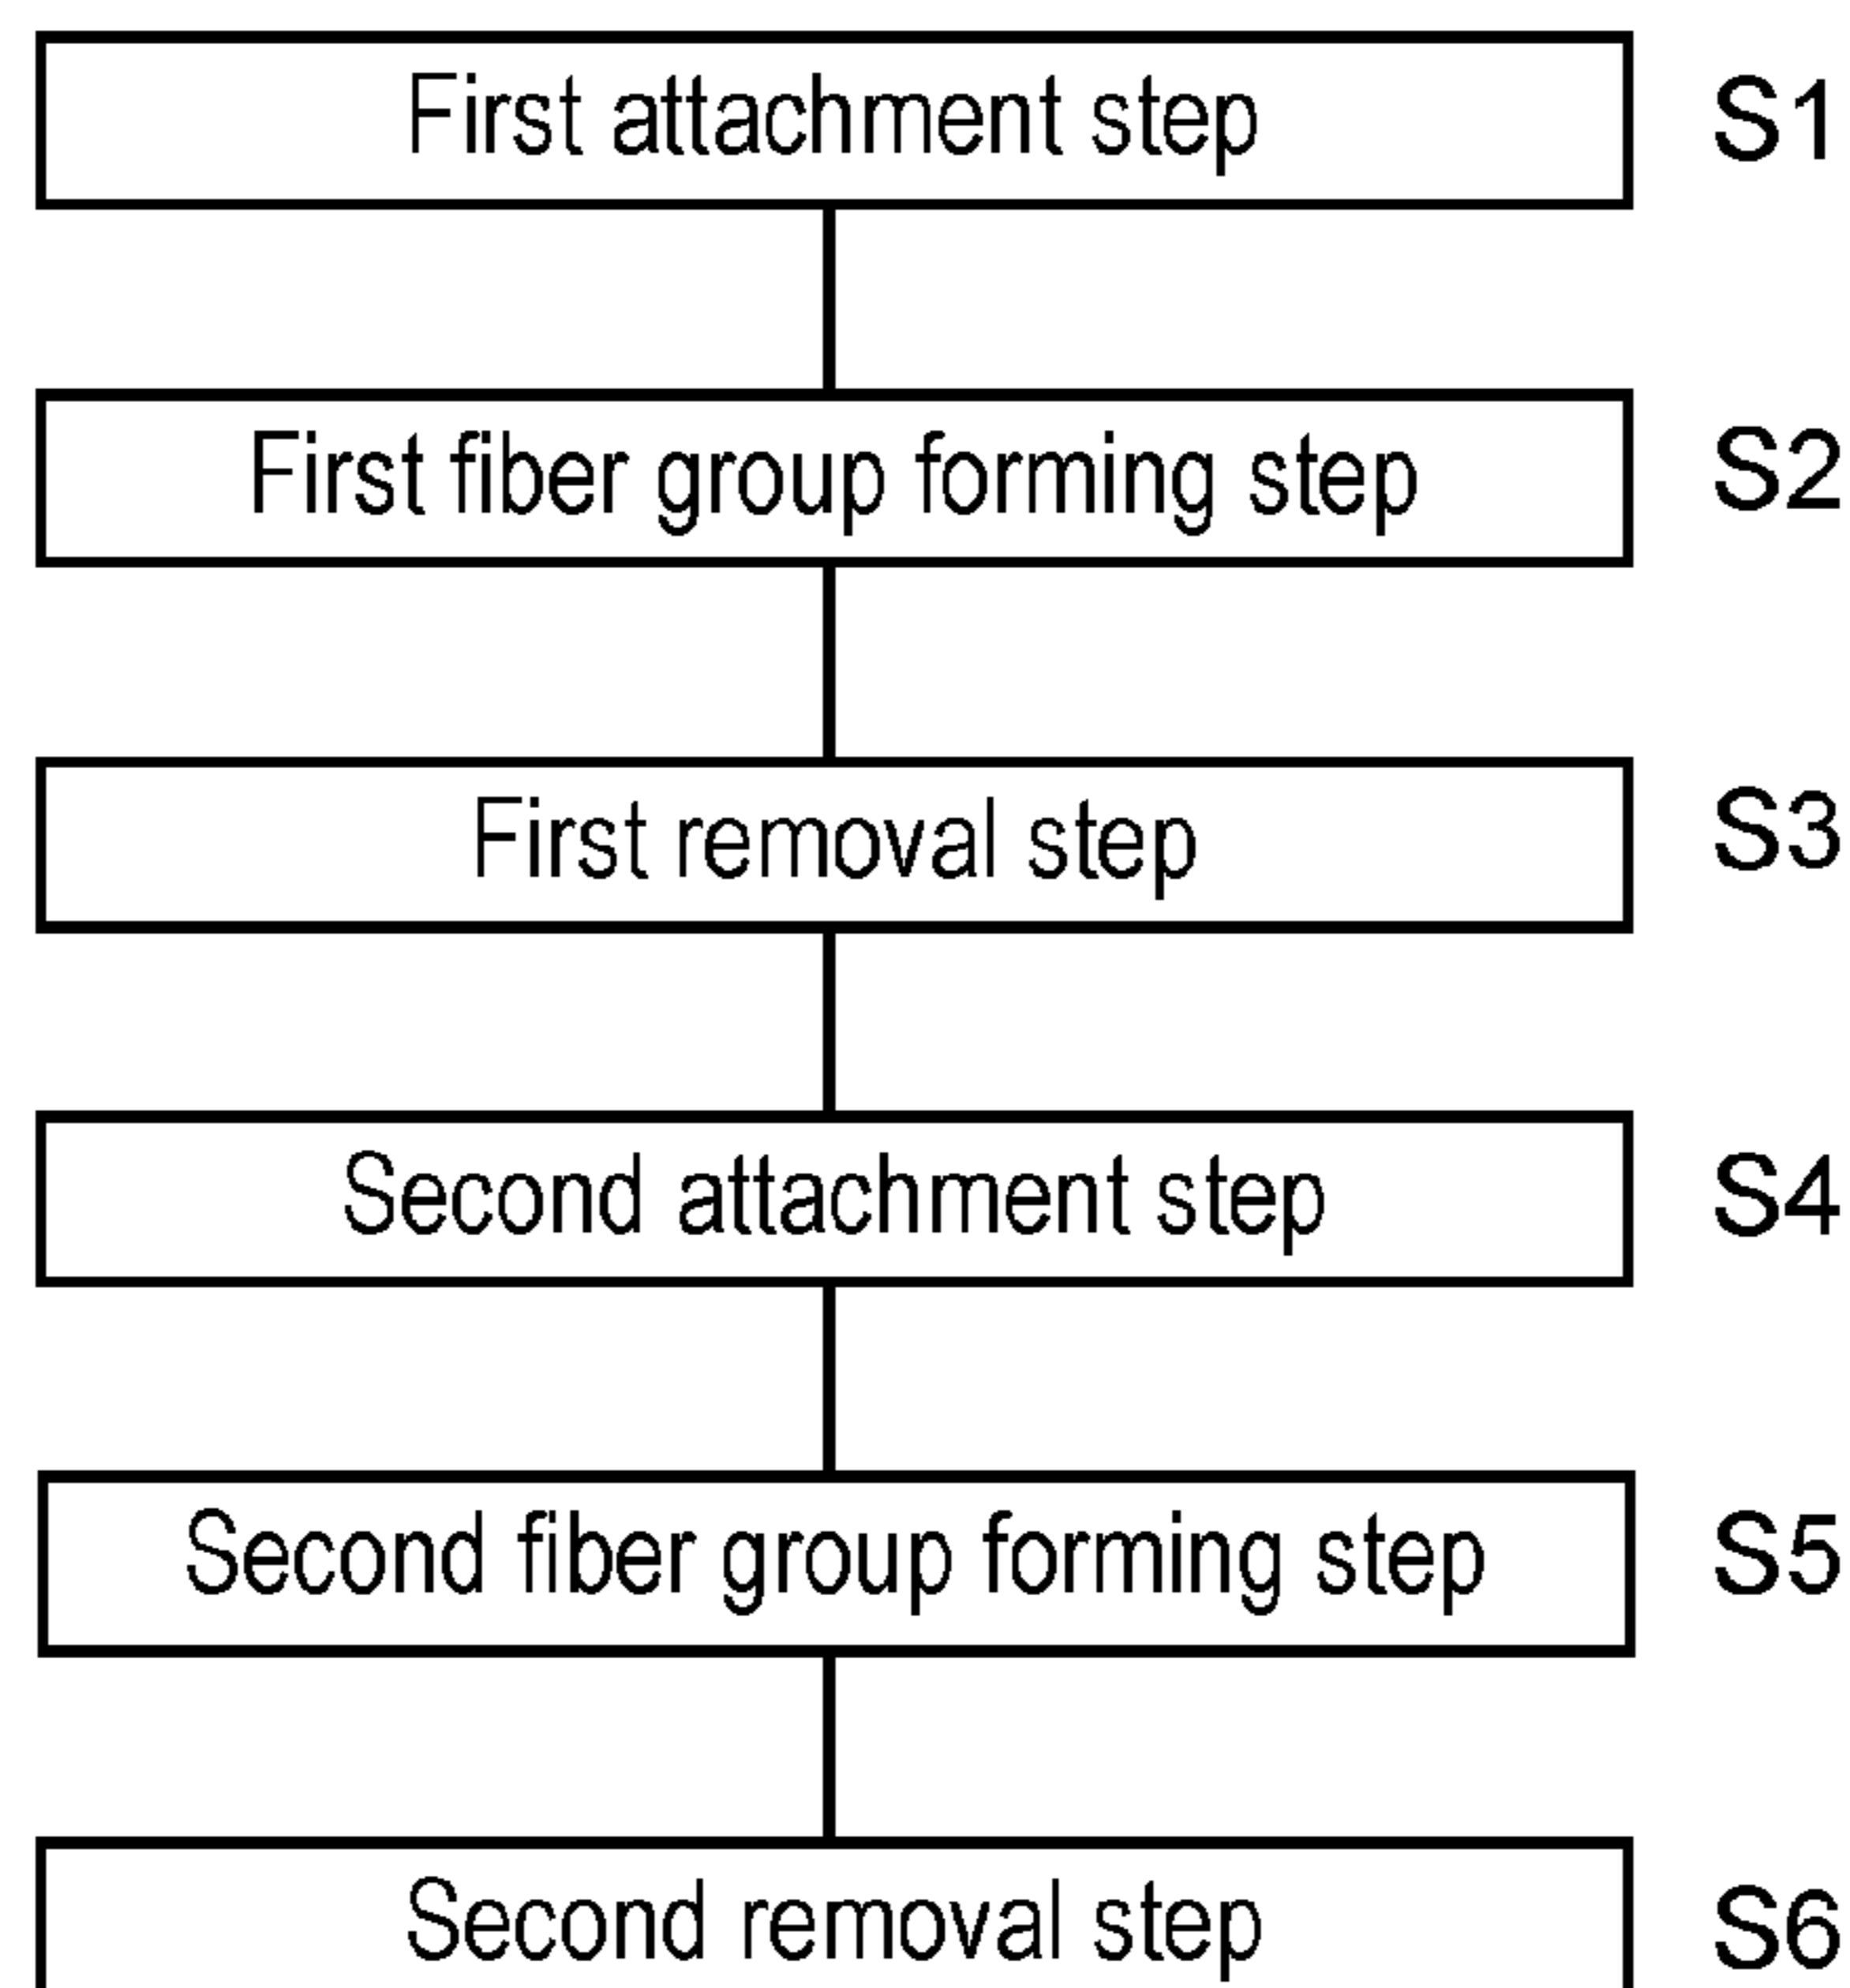 First attachment step S1
First fiber group forming step S2
First removal step S3
Second attachment step S4
Second fiber group forming step S5
Second removal step S6